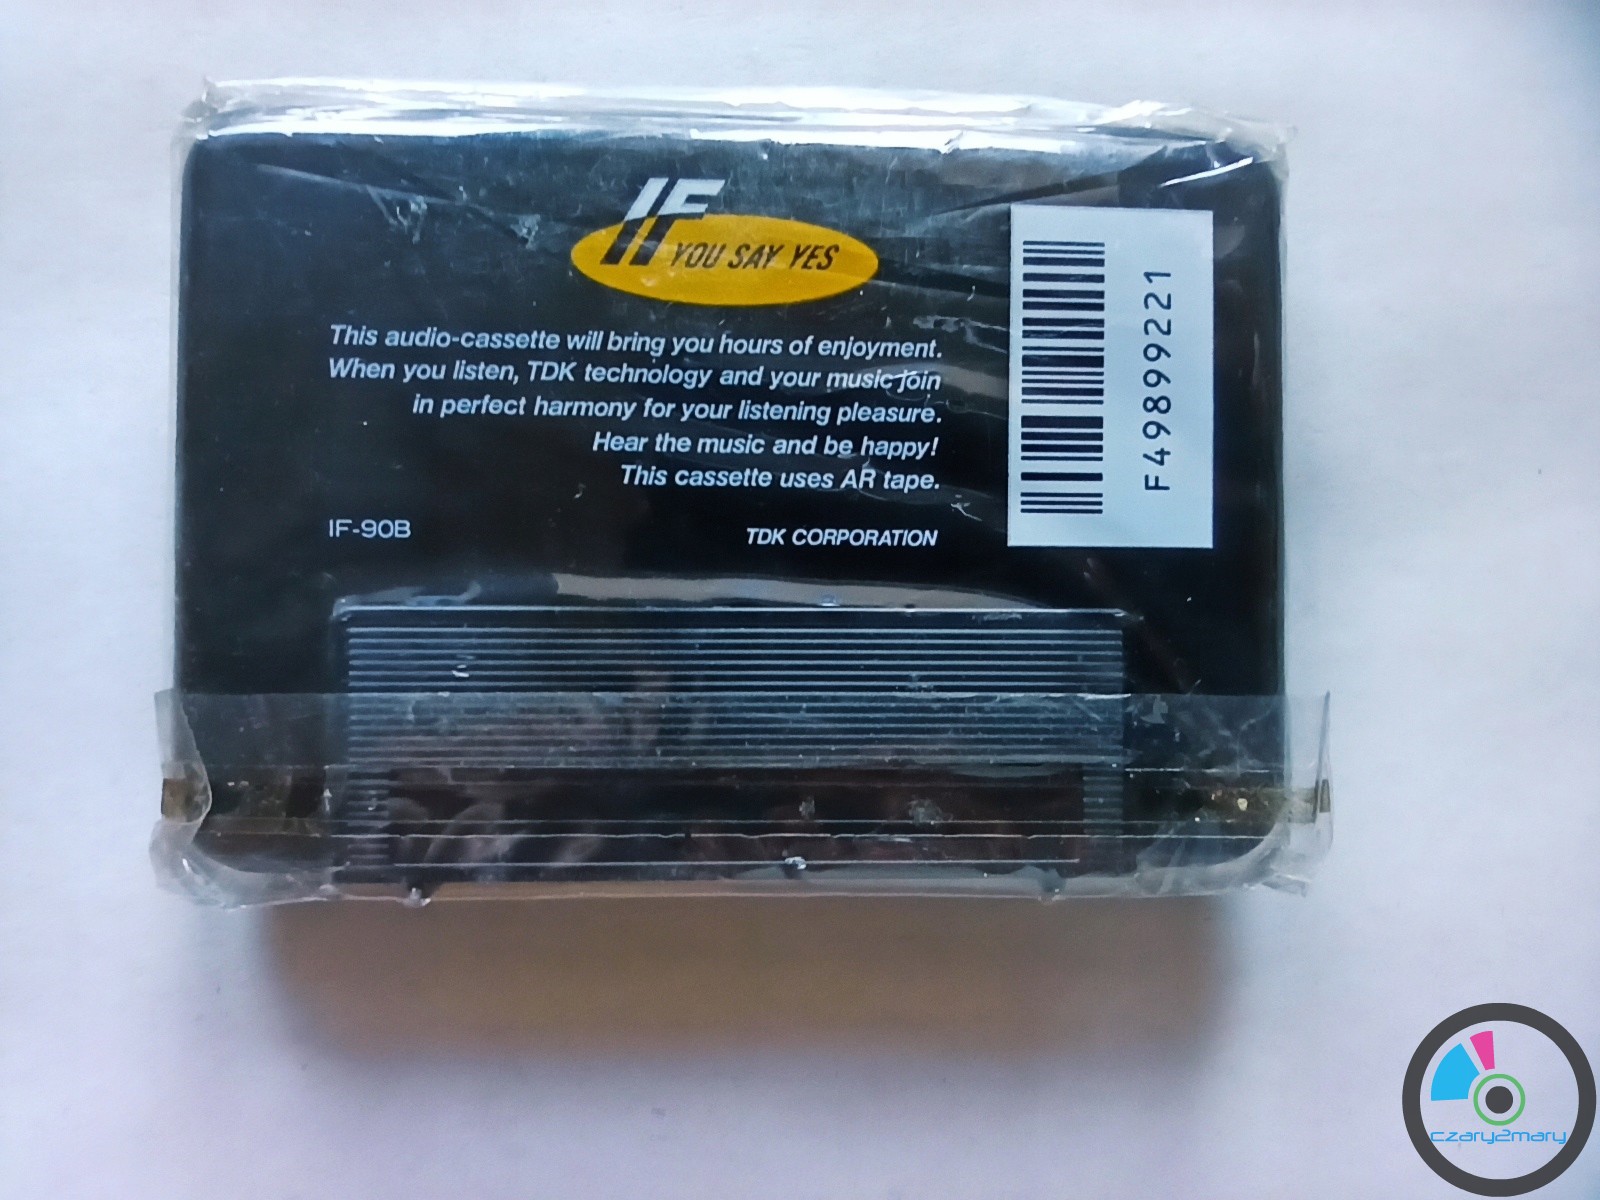 IF YOU SAY YES
This audio-cassette will bring you hours of enjoyment.
When you listen, TDK technology and your music join
in perfect harmony for your listening pleasure.
Hear the music and be happy!
This cassette uses AR tape.
IF-90B
TDK CORPORATION
F49899221
czary2mary